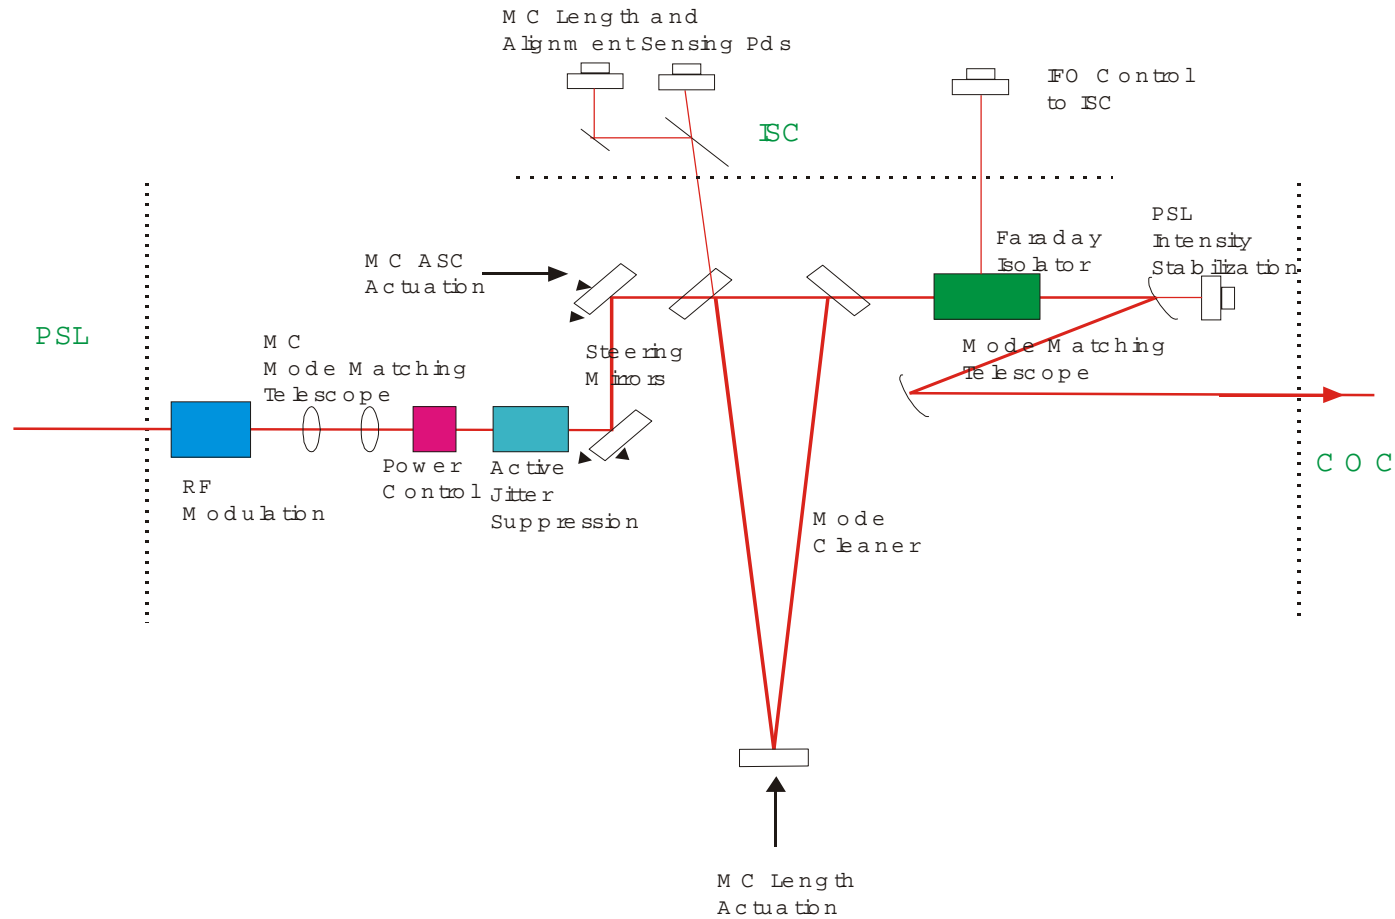 MC Length and
Alignment Sensing Pds
IFO Control
to ISC
ISC
PSL
Intensity
Stabilization
Faraday
Isolator
MC ASC
Actuation
PSL
MC
Mode Matching
Telescope
Steering
Mirrors
Mode Matching
Telescope
COC
Power
Control
Active
Jitter
Suppression
RF
Modulation
Mode
Cleaner
MC Length
Actuation